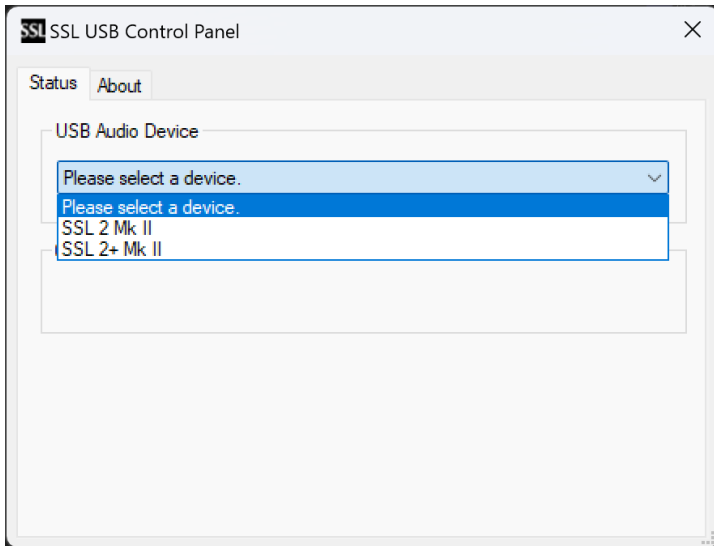 SSL SSL USB Control Panel
Status About
USB Audio Device
Please select a device.
Please select a device.
SSL 2 Mk II
SSL 2+ Mk II